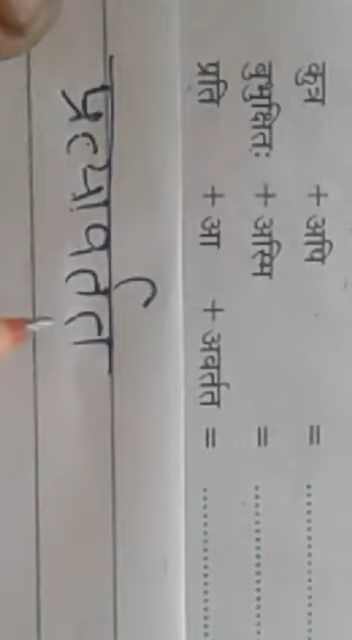 कुत्र + अपि = ..................
बुभुक्षितः + अस्मि = ..................
प्रति + आ + अवर्तत = ..................
प्रत्यावर्तत